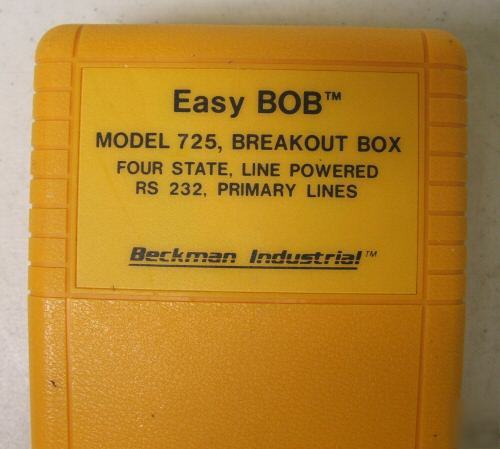 Easy BOB™
MODEL 725, BREAKOUT BOX
FOUR STATE, LINE POWERED
RS 232, PRIMARY LINES
Beckman Industrial™